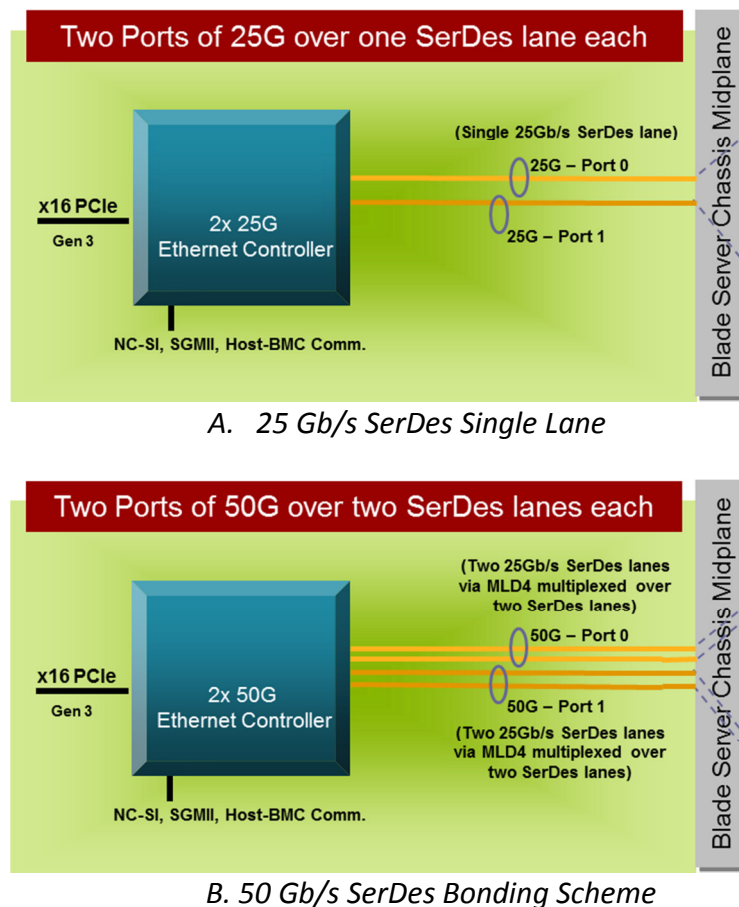 Two Ports of 25G over one SerDes lane each
(Single 25Gb/s SerDes lane)
25G – Port 0
x16 PCIe
Gen 3
2x 25G
Ethernet Controller
25G – Port 1
NC-SI, SGMII, Host-BMC Comm.
Blade Server Chassis Midplane
A. 25 Gb/s SerDes Single Lane
Two Ports of 50G over two SerDes lanes each
(Two 25Gb/s SerDes lanes
via MLD4 multiplexed over
two SerDes lanes)
50G – Port 0
x16 PCIe
Gen 3
2x 50G
Ethernet Controller
50G – Port 1
(Two 25Gb/s SerDes lanes
via MLD4 multiplexed over
two SerDes lanes)
NC-SI, SGMII, Host-BMC Comm.
Blade Server Chassis Midplane
B. 50 Gb/s SerDes Bonding Scheme